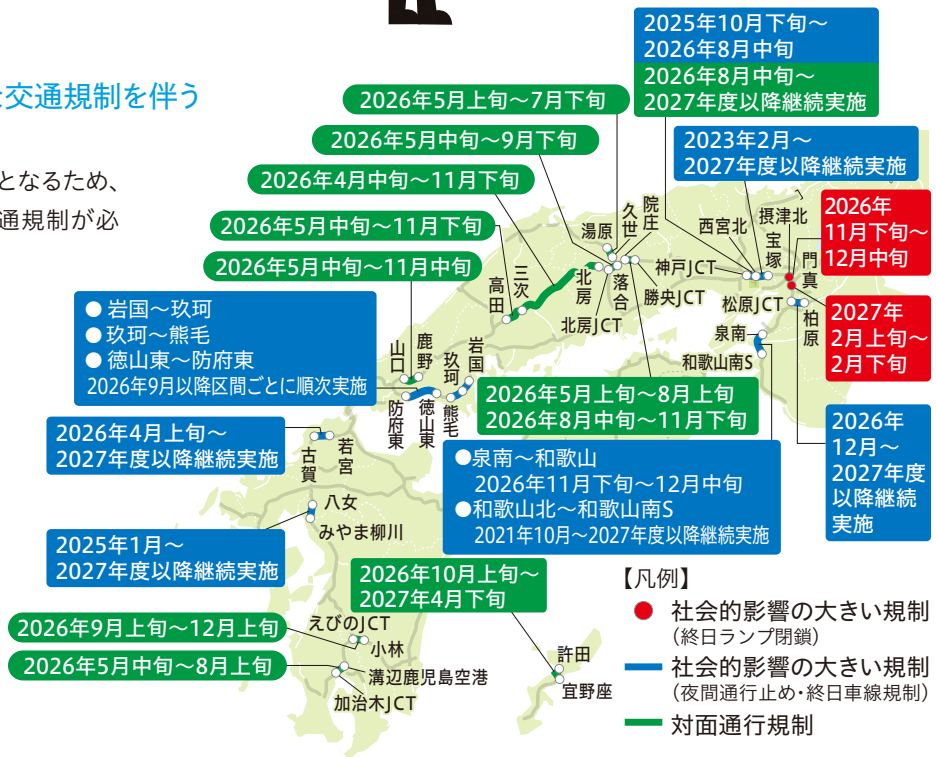 交通規制を伴う
となるため、
通規制が必
2025年10月下旬～
2026年8月中旬
2026年8月中旬～
2027年度以降継続実施
2026年5月上旬～7月下旬
2026年5月中旬～9月下旬
2026年4月中旬～11月下旬
2026年5月中旬～11月下旬
2026年5月中旬～11月中旬
2023年2月～
2027年度以降継続実施
2026年
11月下旬～
12月中旬
2027年
2月上旬～
2月下旬
2026年
12月～
2027年度
以降継続
実施
湯原
久世
院庄
西宮北
摂津北
宝塚
門真
神戸JCT
松原JCT
柏原
泉南
和歌山南S
勝央JCT
落合
北房
北房JCT
三次
高田
● 岩国～玖珂
● 玖珂～熊毛
● 徳山東～防府東
2026年9月以降区間ごとに順次実施
山口
鹿野
玖珂
岩国
防府東
徳山東
熊毛
2026年5月上旬～8月上旬
2026年8月中旬～11月下旬
●泉南～和歌山
2026年11月下旬～12月中旬
●和歌山北～和歌山南S
2021年10月～2027年度以降継続実施
2026年4月上旬～
2027年度以降継続実施
古賀
若宮
八女
みやま柳川
2025年1月～
2027年度以降継続実施
2026年10月上旬～
2027年4月下旬
2026年9月上旬～12月上旬
2026年5月中旬～8月上旬
えびのJCT
小林
溝辺鹿児島空港
加治木JCT
許田
宜野座
【凡例】
社会的影響の大きい規制
(終日ランプ閉鎖)
社会的影響の大きい規制
(夜間通行止め・終日車線規制)
対面通行規制